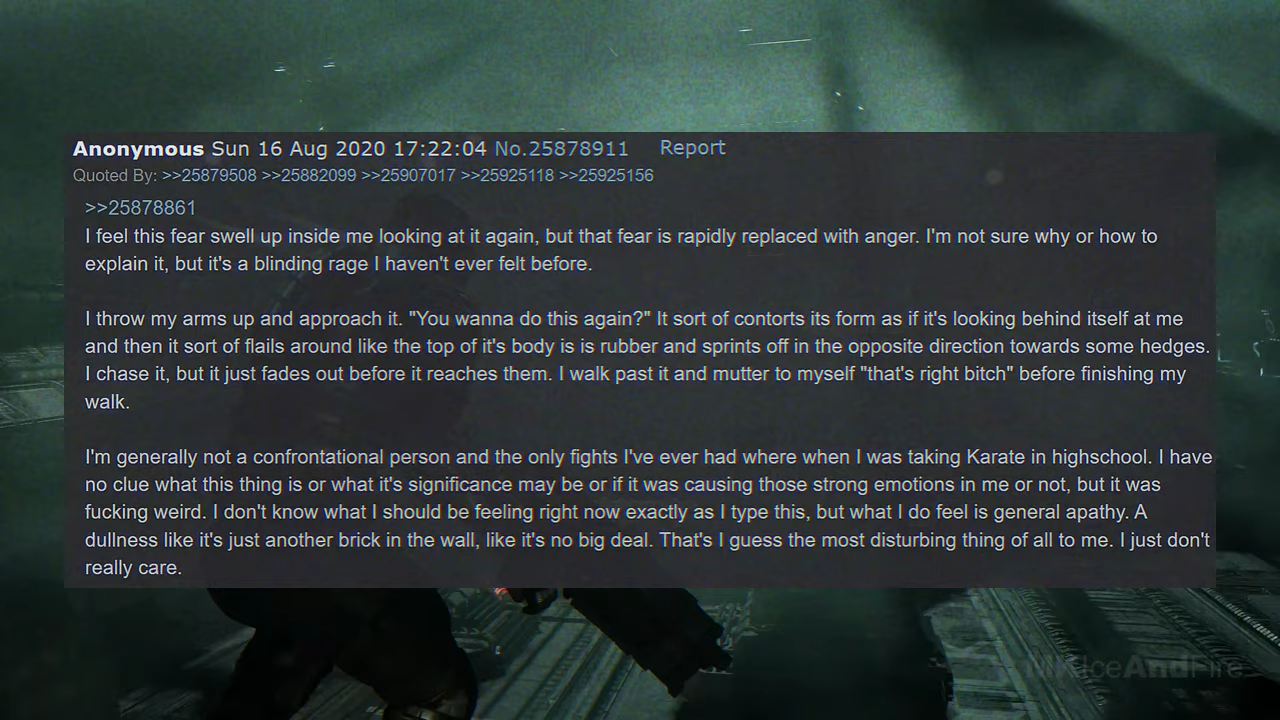 Anonymous Sun 16 Aug 2020 17:22:04 No.25878911 Report
Quoted By: >>25879508 >>25882099 >>25907017 >>25925118 >>25925156
>>25878861
I feel this fear swell up inside me looking at it again, but that fear is rapidly replaced with anger. I'm not sure why or how to
explain it, but it's a blinding rage I haven't ever felt before.
I throw my arms up and approach it. "You wanna do this again?" It sort of contorts its form as if it's looking behind itself at me
and then it sort of flails around like the top of it's body is is rubber and sprints off in the opposite direction towards some hedges.
I chase it, but it just fades out before it reaches them. I walk past it and mutter to myself "that's right bitch" before finishing my
walk.
I'm generally not a confrontational person and the only fights I've ever had where when I was taking Karate in highschool. I have
no clue what this thing is or what it's significance may be or if it was causing those strong emotions in me or not, but it was
fucking weird. I don't know what I should be feeling right now exactly as I type this, but what I do feel is general apathy. A
dullness like it's just another brick in the wall, like it's no big deal. That's I guess the most disturbing thing of all to me. I just don't
really care.